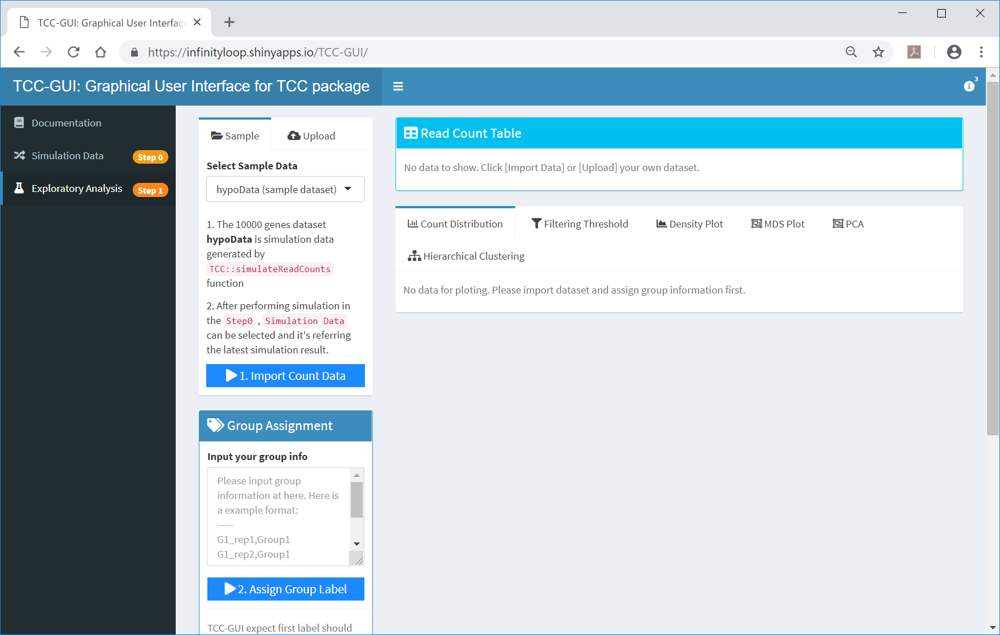 TCC-GUI: Graphical User Interface
https://infinityloop.shinyapps.io/TCC-GUI/
TCC-GUI: Graphical User Interface for TCC package
3
Documentation
Simulation Data
Step 0
Exploratory Analysis
Step 1
Sample
Upload
Select Sample Data
hypoData (sample dataset)
1. The 10000 genes dataset
hypoData is simulation data
generated by
TCC::simulateReadCounts
function
2. After performing simulation in
the Step0 , Simulation Data
can be selected and it's referring
the latest simulation result.
1. Import Count Data
Group Assignment
Input your group info
Please input group
information at here. Here is
a example format:
-----
G1_rep1,Group1
G1_rep2,Group1
2. Assign Group Label
TCC-GUI expect first label should
Read Count Table
No data to show. Click [Import Data] or [Upload] your own dataset.
Count Distribution
Filtering Threshold
Density Plot
MDS Plot
PCA
Hierarchical Clustering
No data for ploting. Please import dataset and assign group information first.